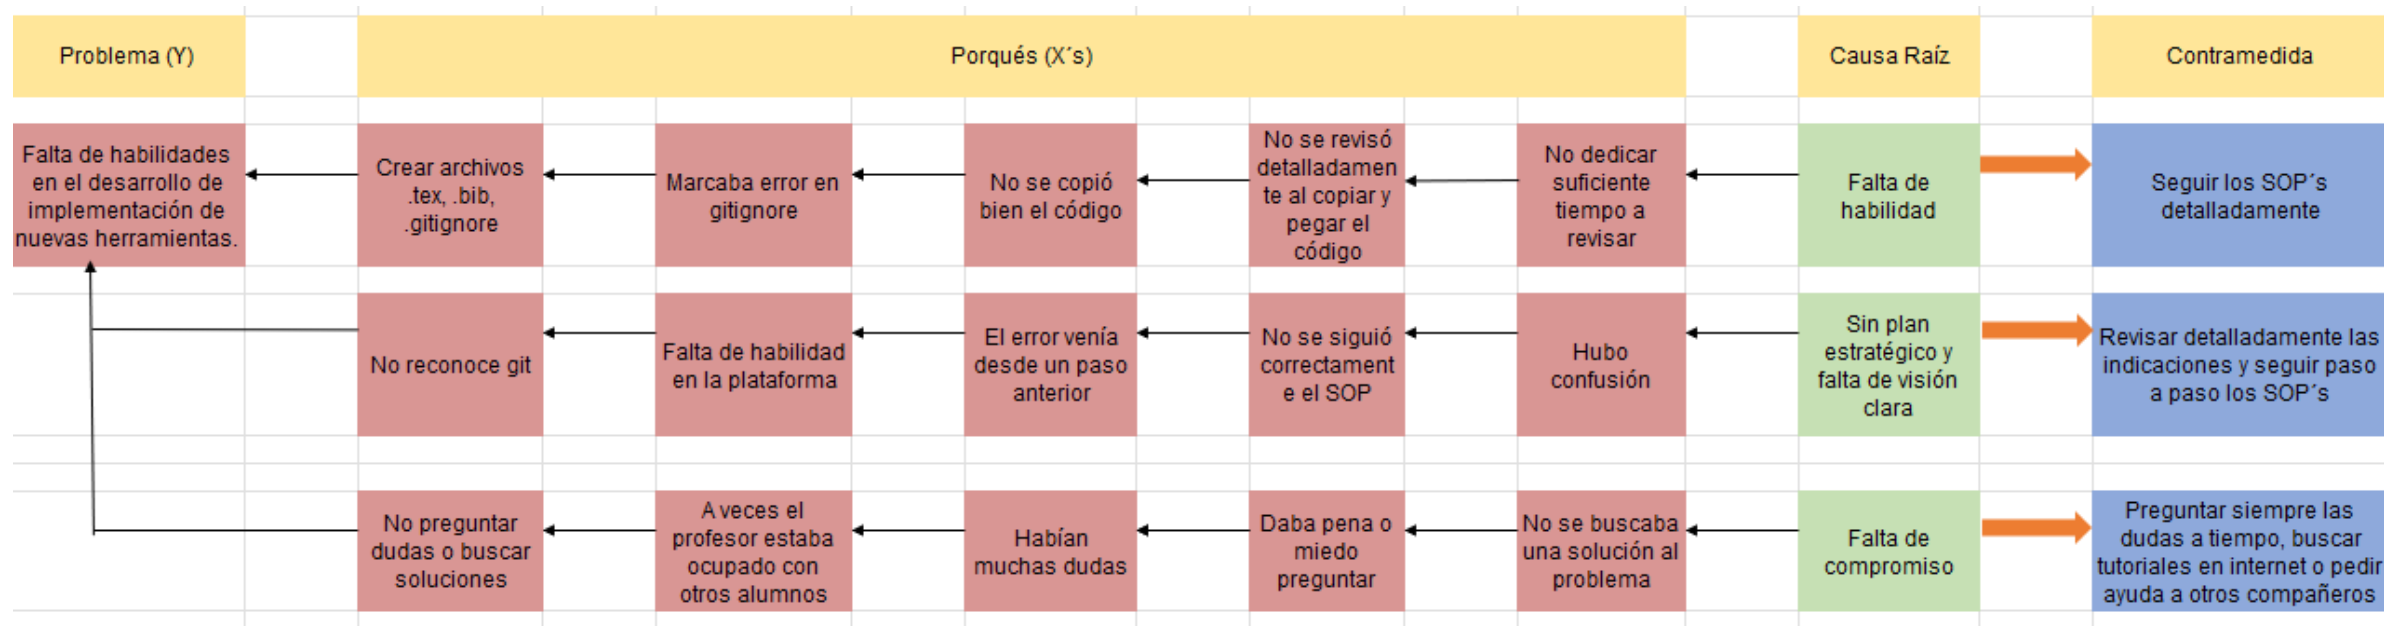 Problema (Y)
Porqués (X´s)
Causa Raíz
Contramedida
Falta de habilidades
en el desarrollo de
implementación de
nuevas herramientas.
Crear archivos
.tex, .bib,
.gitignore
Marcaba error en
gitignore
No se copió
bien el código
No se revisó
detalladamen
te al copiar y
pegar el
código
No dedicar
suficiente
tiempo a
revisar
Falta de
habilidad
Seguir los SOP´s
detalladamente
No reconoce git
Falta de habilidad
en la plataforma
El error venía
desde un paso
anterior
No se siguió
correctament
e el SOP
Hubo
confusión
Sin plan
estratégico y
falta de visión
clara
Revisar detalladamente las
indicaciones y seguir paso
a paso los SOP´s
No preguntar
dudas o buscar
soluciones
A veces el
profesor estaba
ocupado con
otros alumnos
Habían
muchas dudas
Daba pena o
miedo
preguntar
No se buscaba
una solución al
problema
Falta de
compromiso
Preguntar siempre las
dudas a tiempo, buscar
tutoriales en internet o pedir
ayuda a otros compañeros